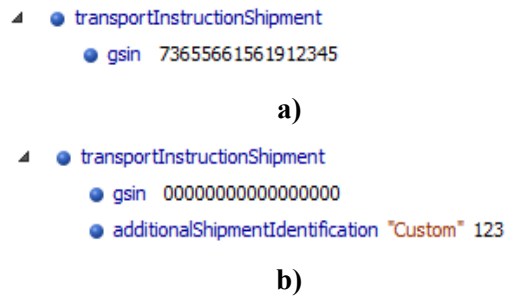 transportInstructionShipment
gsin 73655661561912345
a)
transportInstructionShipment
gsin 00000000000000000
additionalShipmentIdentification "Custom" 123
b)